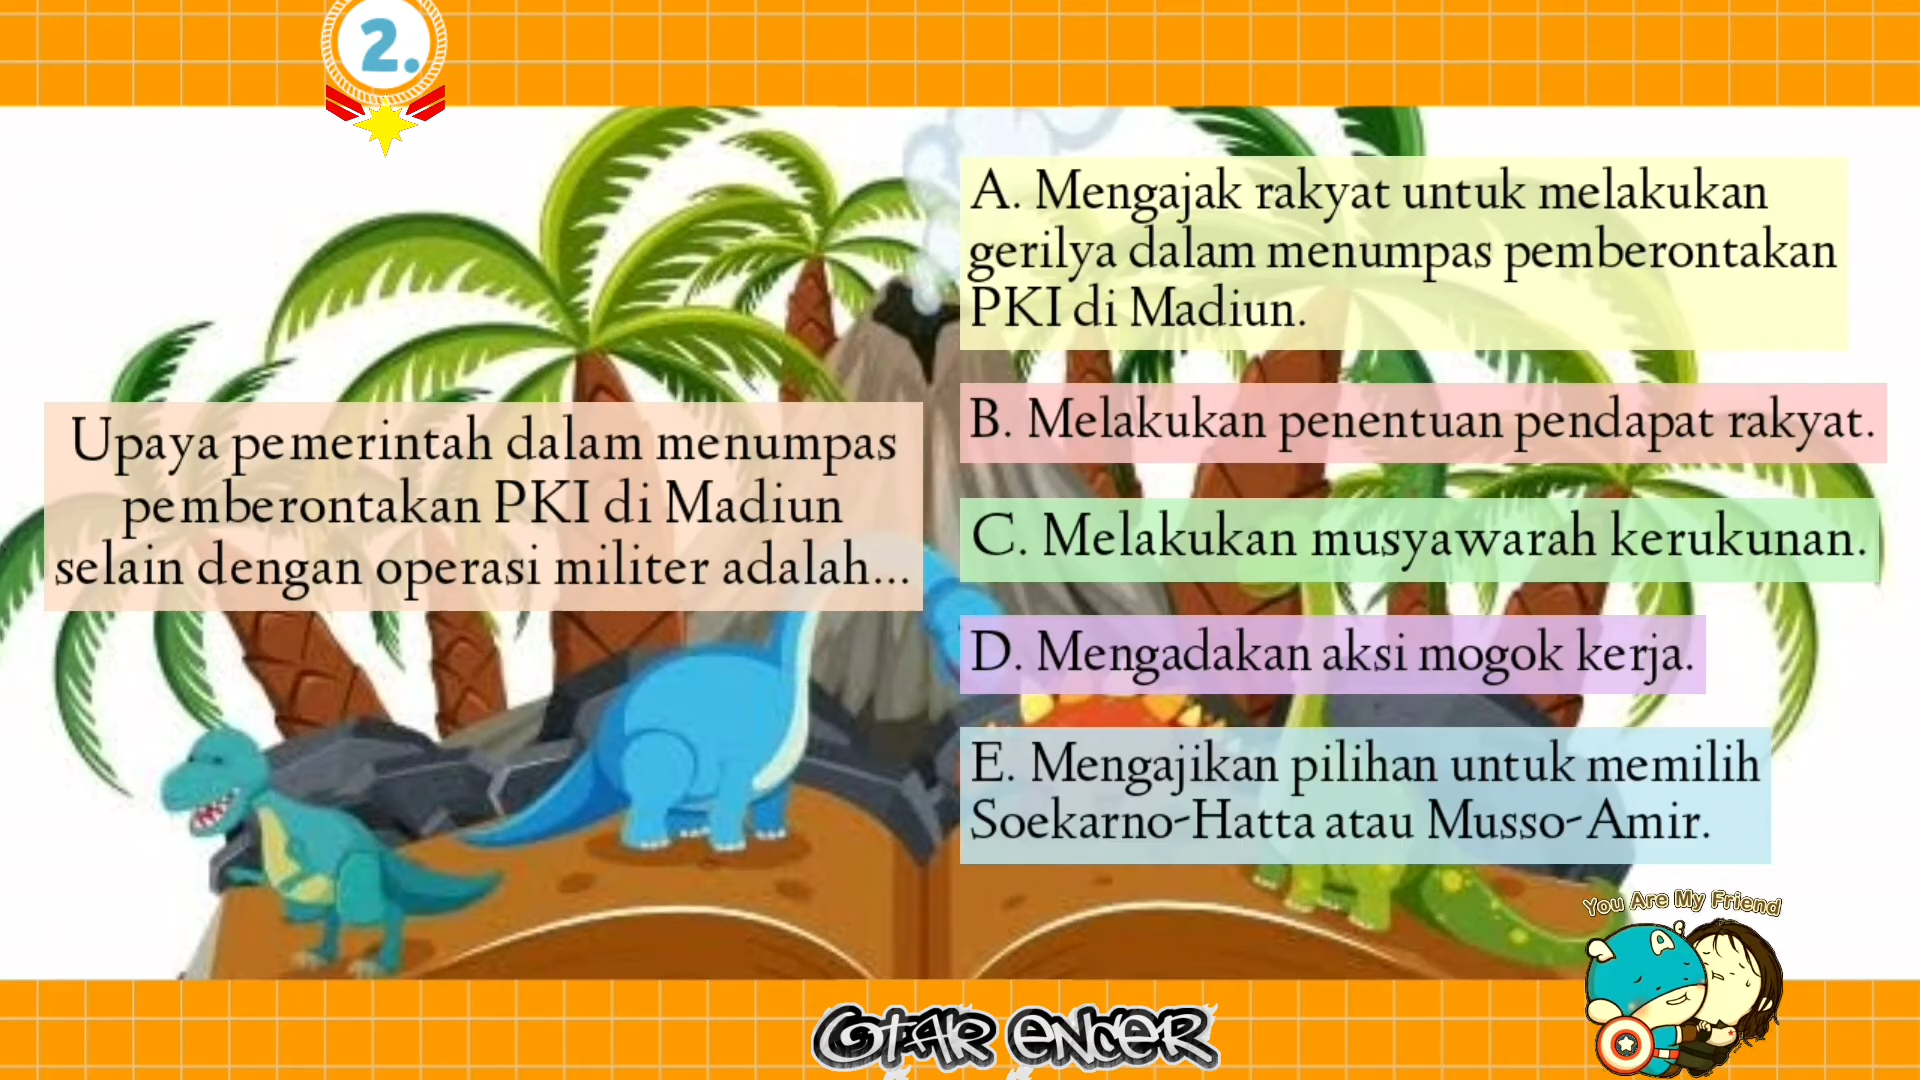 2.
Upaya pemerintah dalam menumpas
pemberontakan PKI di Madiun
selain dengan operasi militer adalah...
A. Mengajak rakyat untuk melakukan
gerilya dalam menumpas pemberontakan
PKI di Madiun.
B. Melakukan penentuan pendapat rakyat.
C. Melakukan musyawarah kerukunan.
D. Mengadakan aksi mogok kerja.
E. Mengajikan pilihan untuk memilih
Soekarno-Hatta atau Musso-Amir.
You Are My Friend
A
OTAK ENCER